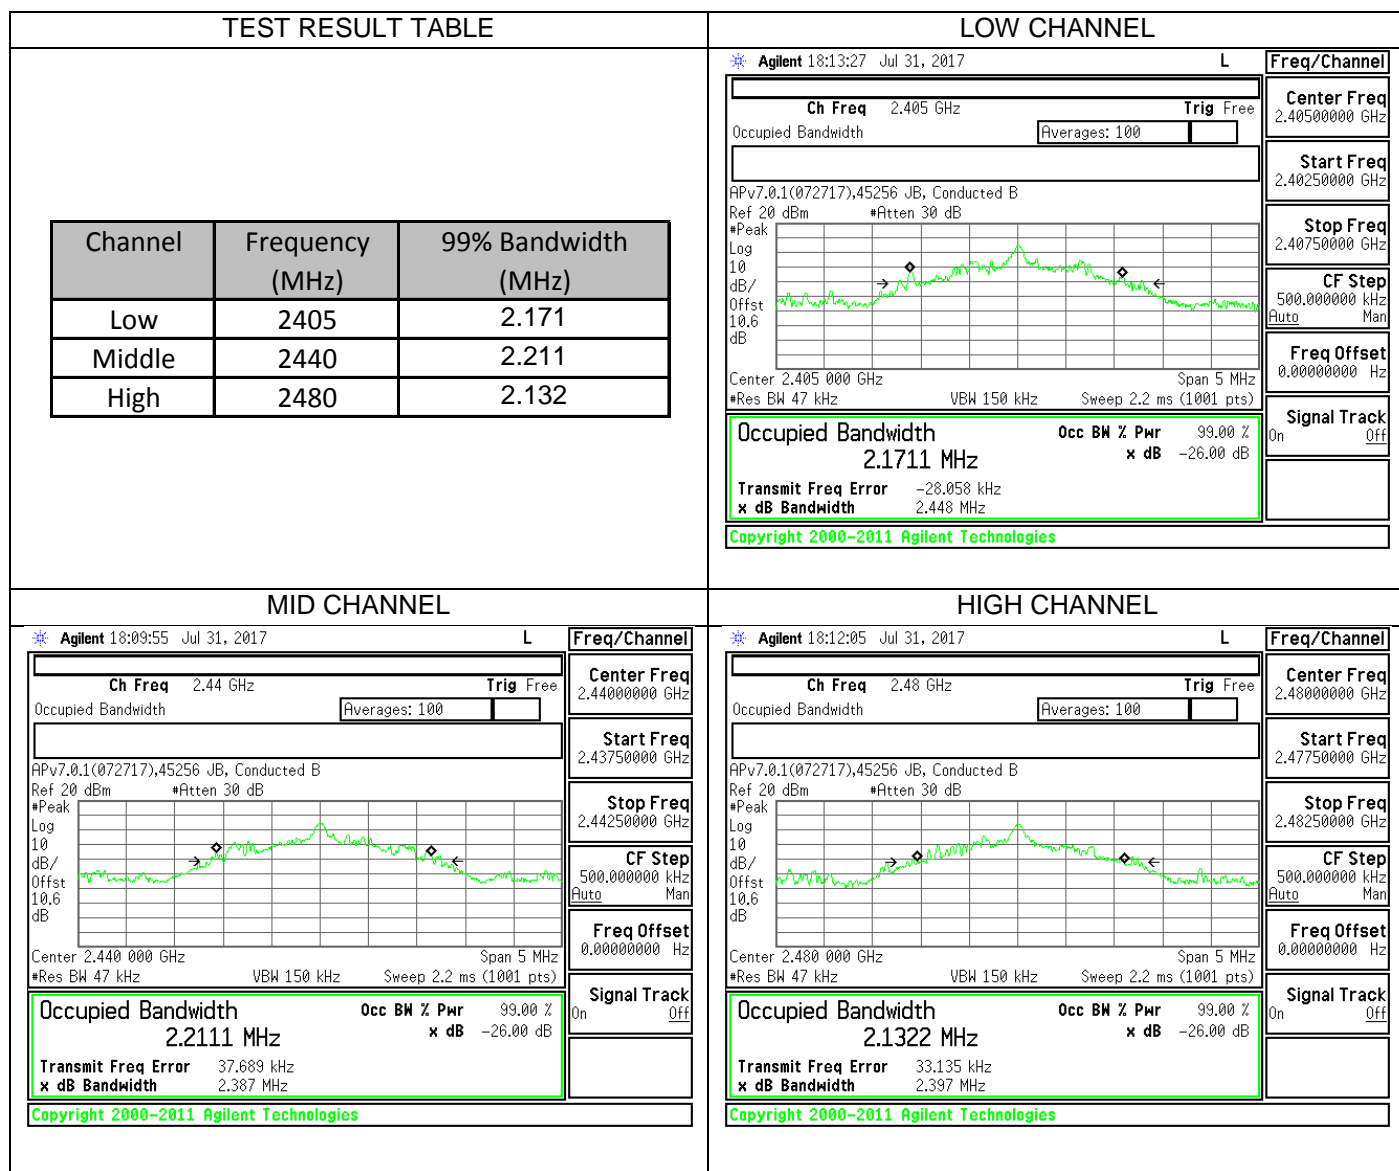 TEST RESULT TABLE
Channel Frequency (MHz) 99% Bandwidth (MHz)
Low 2405 2.171
Middle 2440 2.211
High 2480 2.132
LOW CHANNEL
Agilent 18:13:27 Jul 31, 2017 L
Freq/Channel
Ch Freq 2.405 GHz Trig Free
Occupied Bandwidth Averages: 100
APv7.0.1(072717),45256 JB, Conducted B
Ref 20 dBm #Atten 30 dB
#Peak
Log
10
dB/
Offst
10.6
dB
Center 2.405 000 GHz Span 5 MHz
#Res BW 47 kHz VBW 150 kHz Sweep 2.2 ms (1001 pts)
Occupied Bandwidth Occ BW % Pwr 99.00 %
2.1711 MHz x dB -26.00 dB
Transmit Freq Error -28.058 kHz
x dB Bandwidth 2.448 MHz
Copyright 2000-2011 Agilent Technologies
Center Freq
2.40500000 GHz
Start Freq
2.40250000 GHz
Stop Freq
2.40750000 GHz
CF Step
500.000000 kHz
Auto Man
Freq Offset
0.00000000 Hz
Signal Track
On Off
MID CHANNEL
Agilent 18:09:55 Jul 31, 2017 L
Freq/Channel
Ch Freq 2.44 GHz Trig Free
Occupied Bandwidth Averages: 100
APv7.0.1(072717),45256 JB, Conducted B
Ref 20 dBm #Atten 30 dB
#Peak
Log
10
dB/
Offst
10.6
dB
Center 2.440 000 GHz Span 5 MHz
#Res BW 47 kHz VBW 150 kHz Sweep 2.2 ms (1001 pts)
Occupied Bandwidth Occ BW % Pwr 99.00 %
2.2111 MHz x dB -26.00 dB
Transmit Freq Error 37.689 kHz
x dB Bandwidth 2.387 MHz
Copyright 2000-2011 Agilent Technologies
Center Freq
2.44000000 GHz
Start Freq
2.43750000 GHz
Stop Freq
2.44250000 GHz
CF Step
500.000000 kHz
Auto Man
Freq Offset
0.00000000 Hz
Signal Track
On Off
HIGH CHANNEL
Agilent 18:12:05 Jul 31, 2017 L
Freq/Channel
Ch Freq 2.48 GHz Trig Free
Occupied Bandwidth Averages: 100
APv7.0.1(072717),45256 JB, Conducted B
Ref 20 dBm #Atten 30 dB
#Peak
Log
10
dB/
Offst
10.6
dB
Center 2.480 000 GHz Span 5 MHz
#Res BW 47 kHz VBW 150 kHz Sweep 2.2 ms (1001 pts)
Occupied Bandwidth Occ BW % Pwr 99.00 %
2.1322 MHz x dB -26.00 dB
Transmit Freq Error 33.135 kHz
x dB Bandwidth 2.397 MHz
Copyright 2000-2011 Agilent Technologies
Center Freq
2.48000000 GHz
Start Freq
2.47750000 GHz
Stop Freq
2.48250000 GHz
CF Step
500.000000 kHz
Auto Man
Freq Offset
0.00000000 Hz
Signal Track
On Off